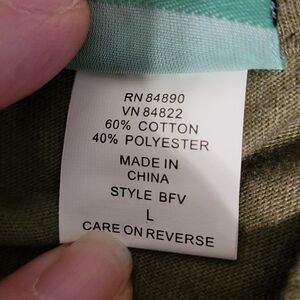 RN 84890
VN 84822
60% COTTON
40% POLYESTER
MADE IN
CHINA
STYLE BFV
L
CARE ON REVERSE